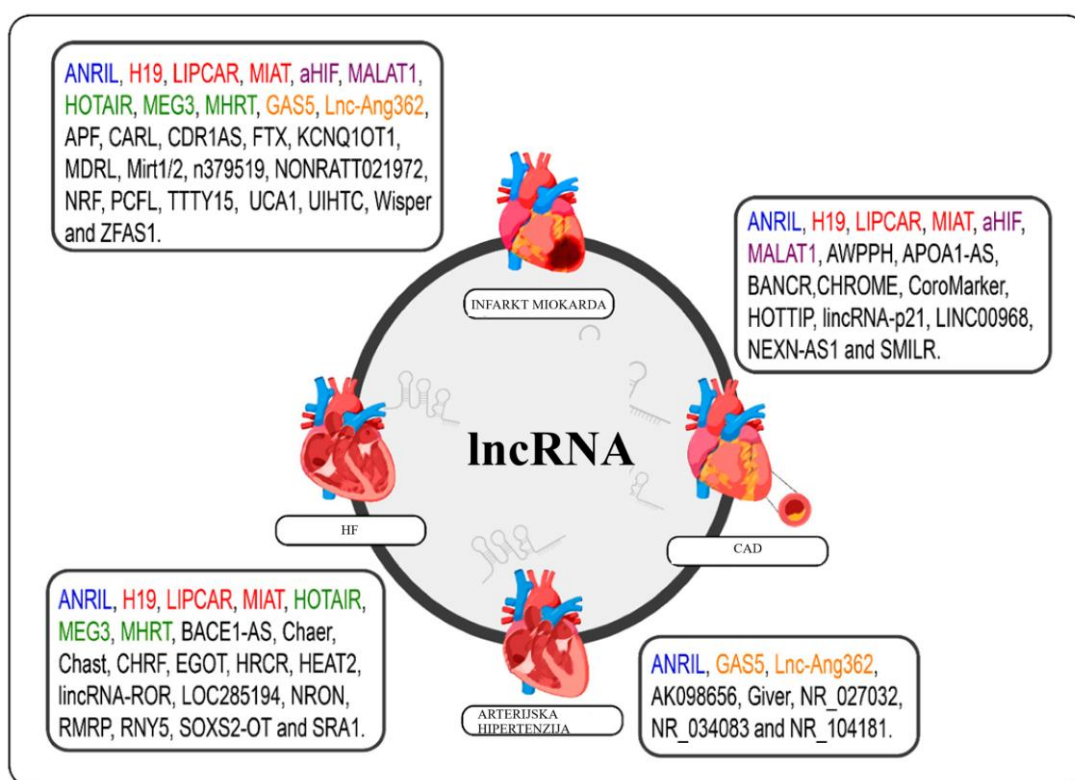 ANRIL, H19, LIPCAR, MIAT, aHIF, MALAT1,
HOTAIR, MEG3, MHRT, GAS5, Lnc-Ang362,
APF, CARL, CDR1AS, FTX, KCNQ1OT1,
MDRL, Mirt1/2, n379519, NONRATT021972,
NRF, PCFL, TTTY15, UCA1, UIHTC, Wisper
and ZFAS1.
INFARKT MIOKARDA
ANRIL, H19, LIPCAR, MIAT, aHIF,
MALAT1, AWPPH, APOA1-AS,
BANCR,CHROME, CoroMarker,
HOTTIP, lincRNA-p21, LINC00968,
NEXN-AS1 and SMILR.
lncRNA
HF
CAD
ANRIL, H19, LIPCAR, MIAT, HOTAIR,
MEG3, MHRT, BACE1-AS, Chaer,
Chast, CHRF, EGOT, HRCR, HEAT2,
lincRNA-ROR, LOC285194, NRON,
RMRP, RNY5, SOXS2-OT and SRA1.
ARTERIJSKA
HIPERTENZIJA
ANRIL, GAS5, Lnc-Ang362,
AK098656, Giver, NR_027032,
NR_034083 and NR_104181.